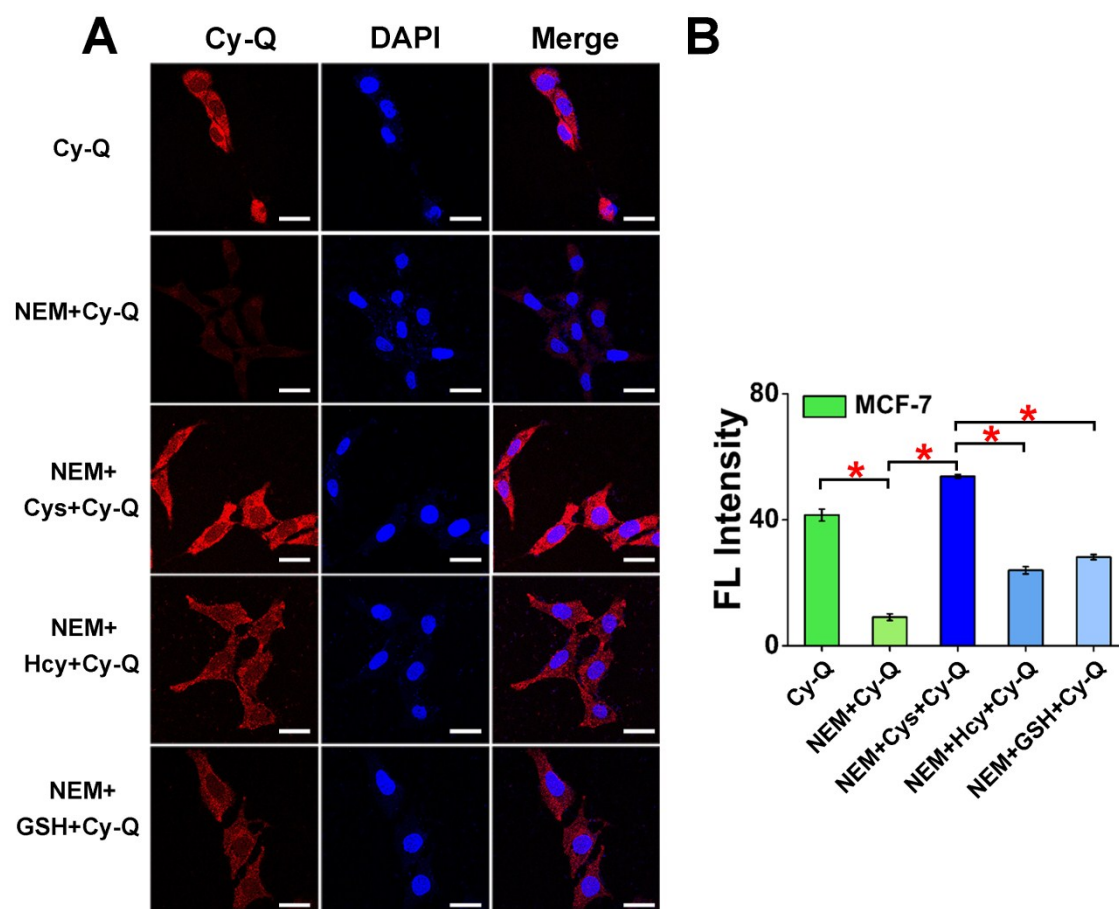 A
Cy-Q DAPI Merge
Cy-Q
NEM+Cy-Q
NEM+
Cys+Cy-Q
NEM+
Hcy+Cy-Q
NEM+
GSH+Cy-Q
B
FL Intensity
80
40
0
MCF-7
* * * *
Cy-Q
NEM+Cy-Q
NEM+Cys+Cy-Q
NEM+Hcy+Cy-Q
NEM+GSH+Cy-Q